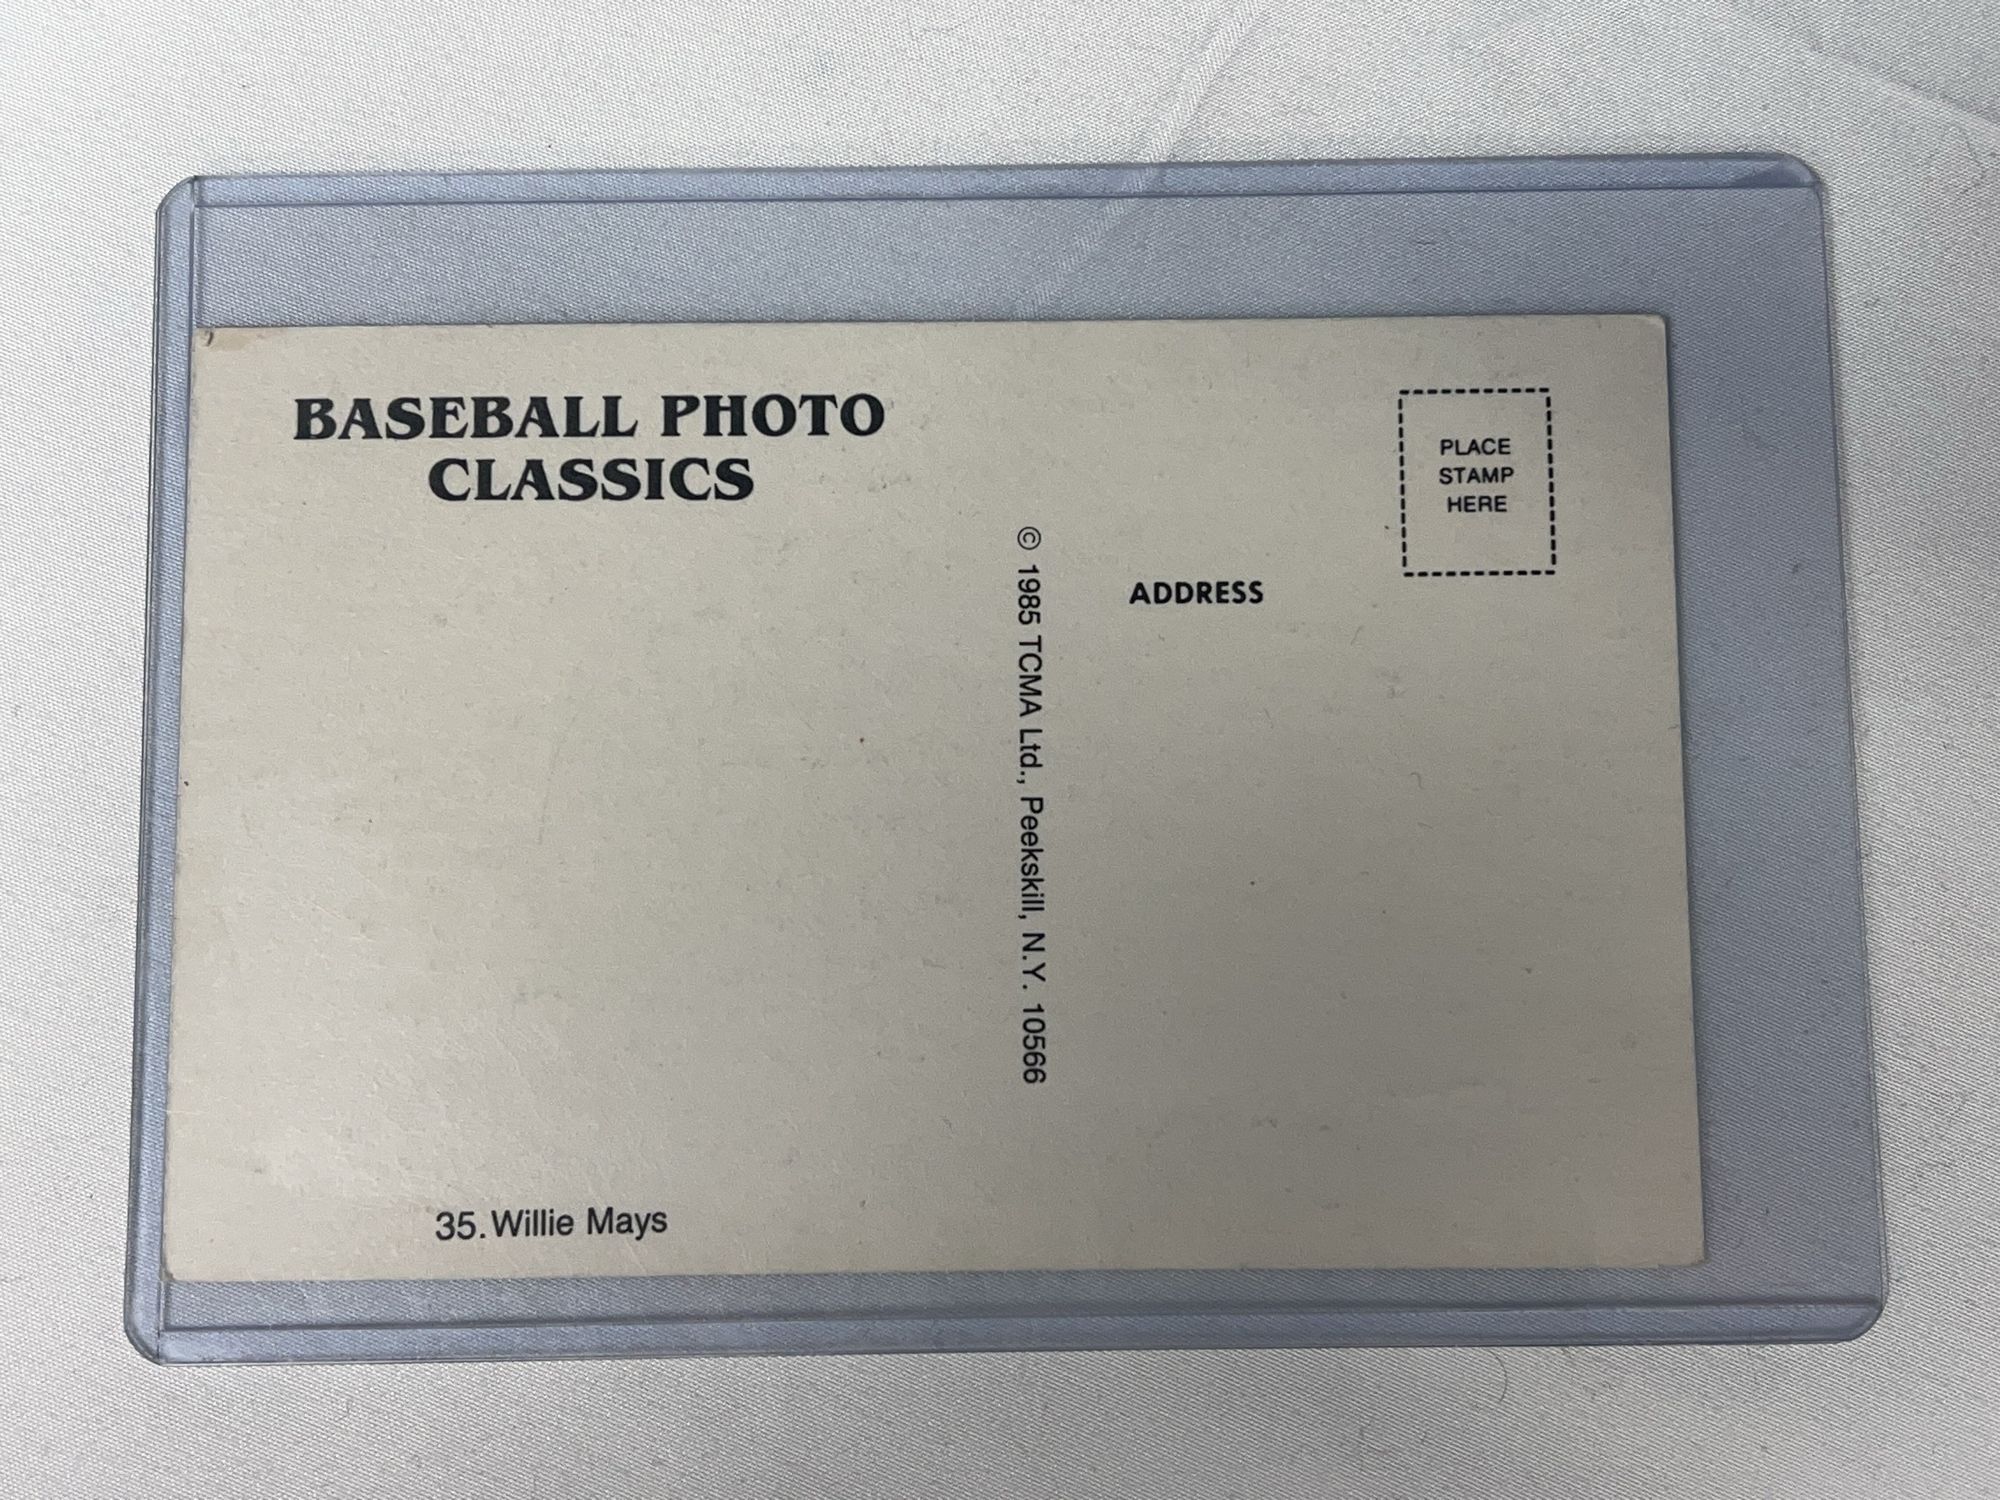 BASEBALL PHOTO
CLASSICS
PLACE
STAMP
HERE
ADDRESS
© 1985 TCMA Ltd., Peekskill, N.Y. 10566
35. Willie Mays